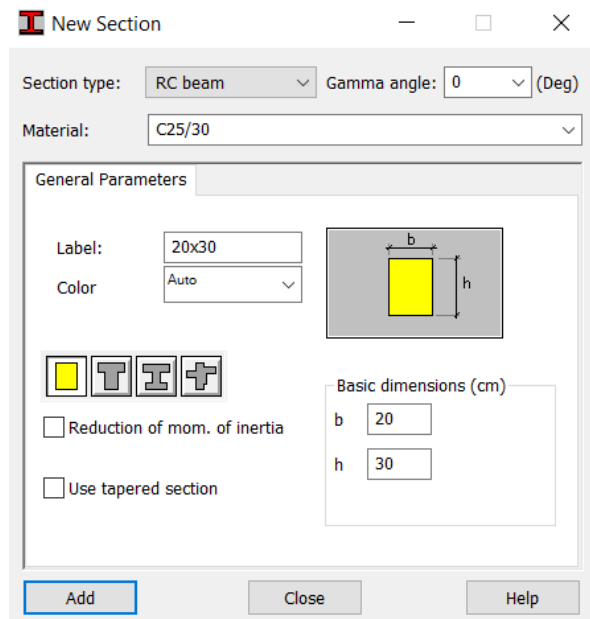 New Section
Section type: RC beam Gamma angle: 0 (Deg)
Material: C25/30
General Parameters
Label: 20x30
Color Auto
b
h
Basic dimensions (cm)
b 20
Reduction of mom. of inertia
h 30
Use tapered section
Add Close Help